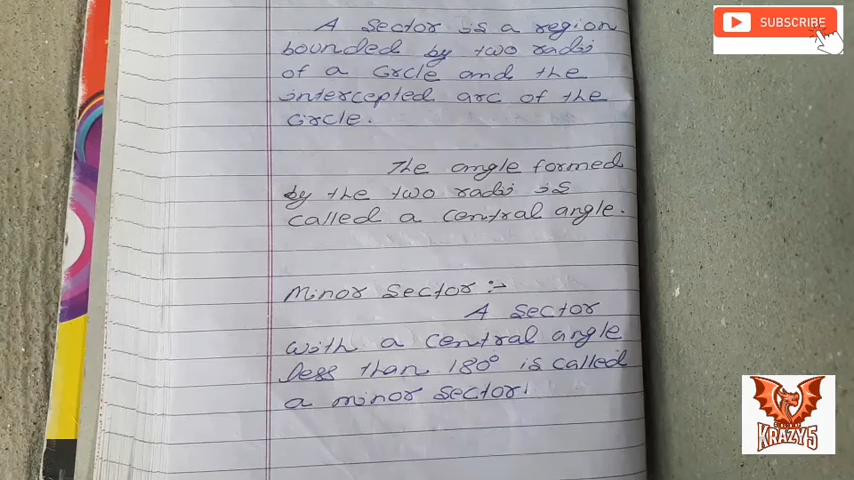 A sector is a region
bounded by two radii
of a circle and the
intercepted arc of the
circle.
The angle formed
by the two radii is
called a central angle.
Minor sector :-
A sector
with a central angle
less than 180° is called
a minor sector.
SUBSCRIBE
KRAZY5